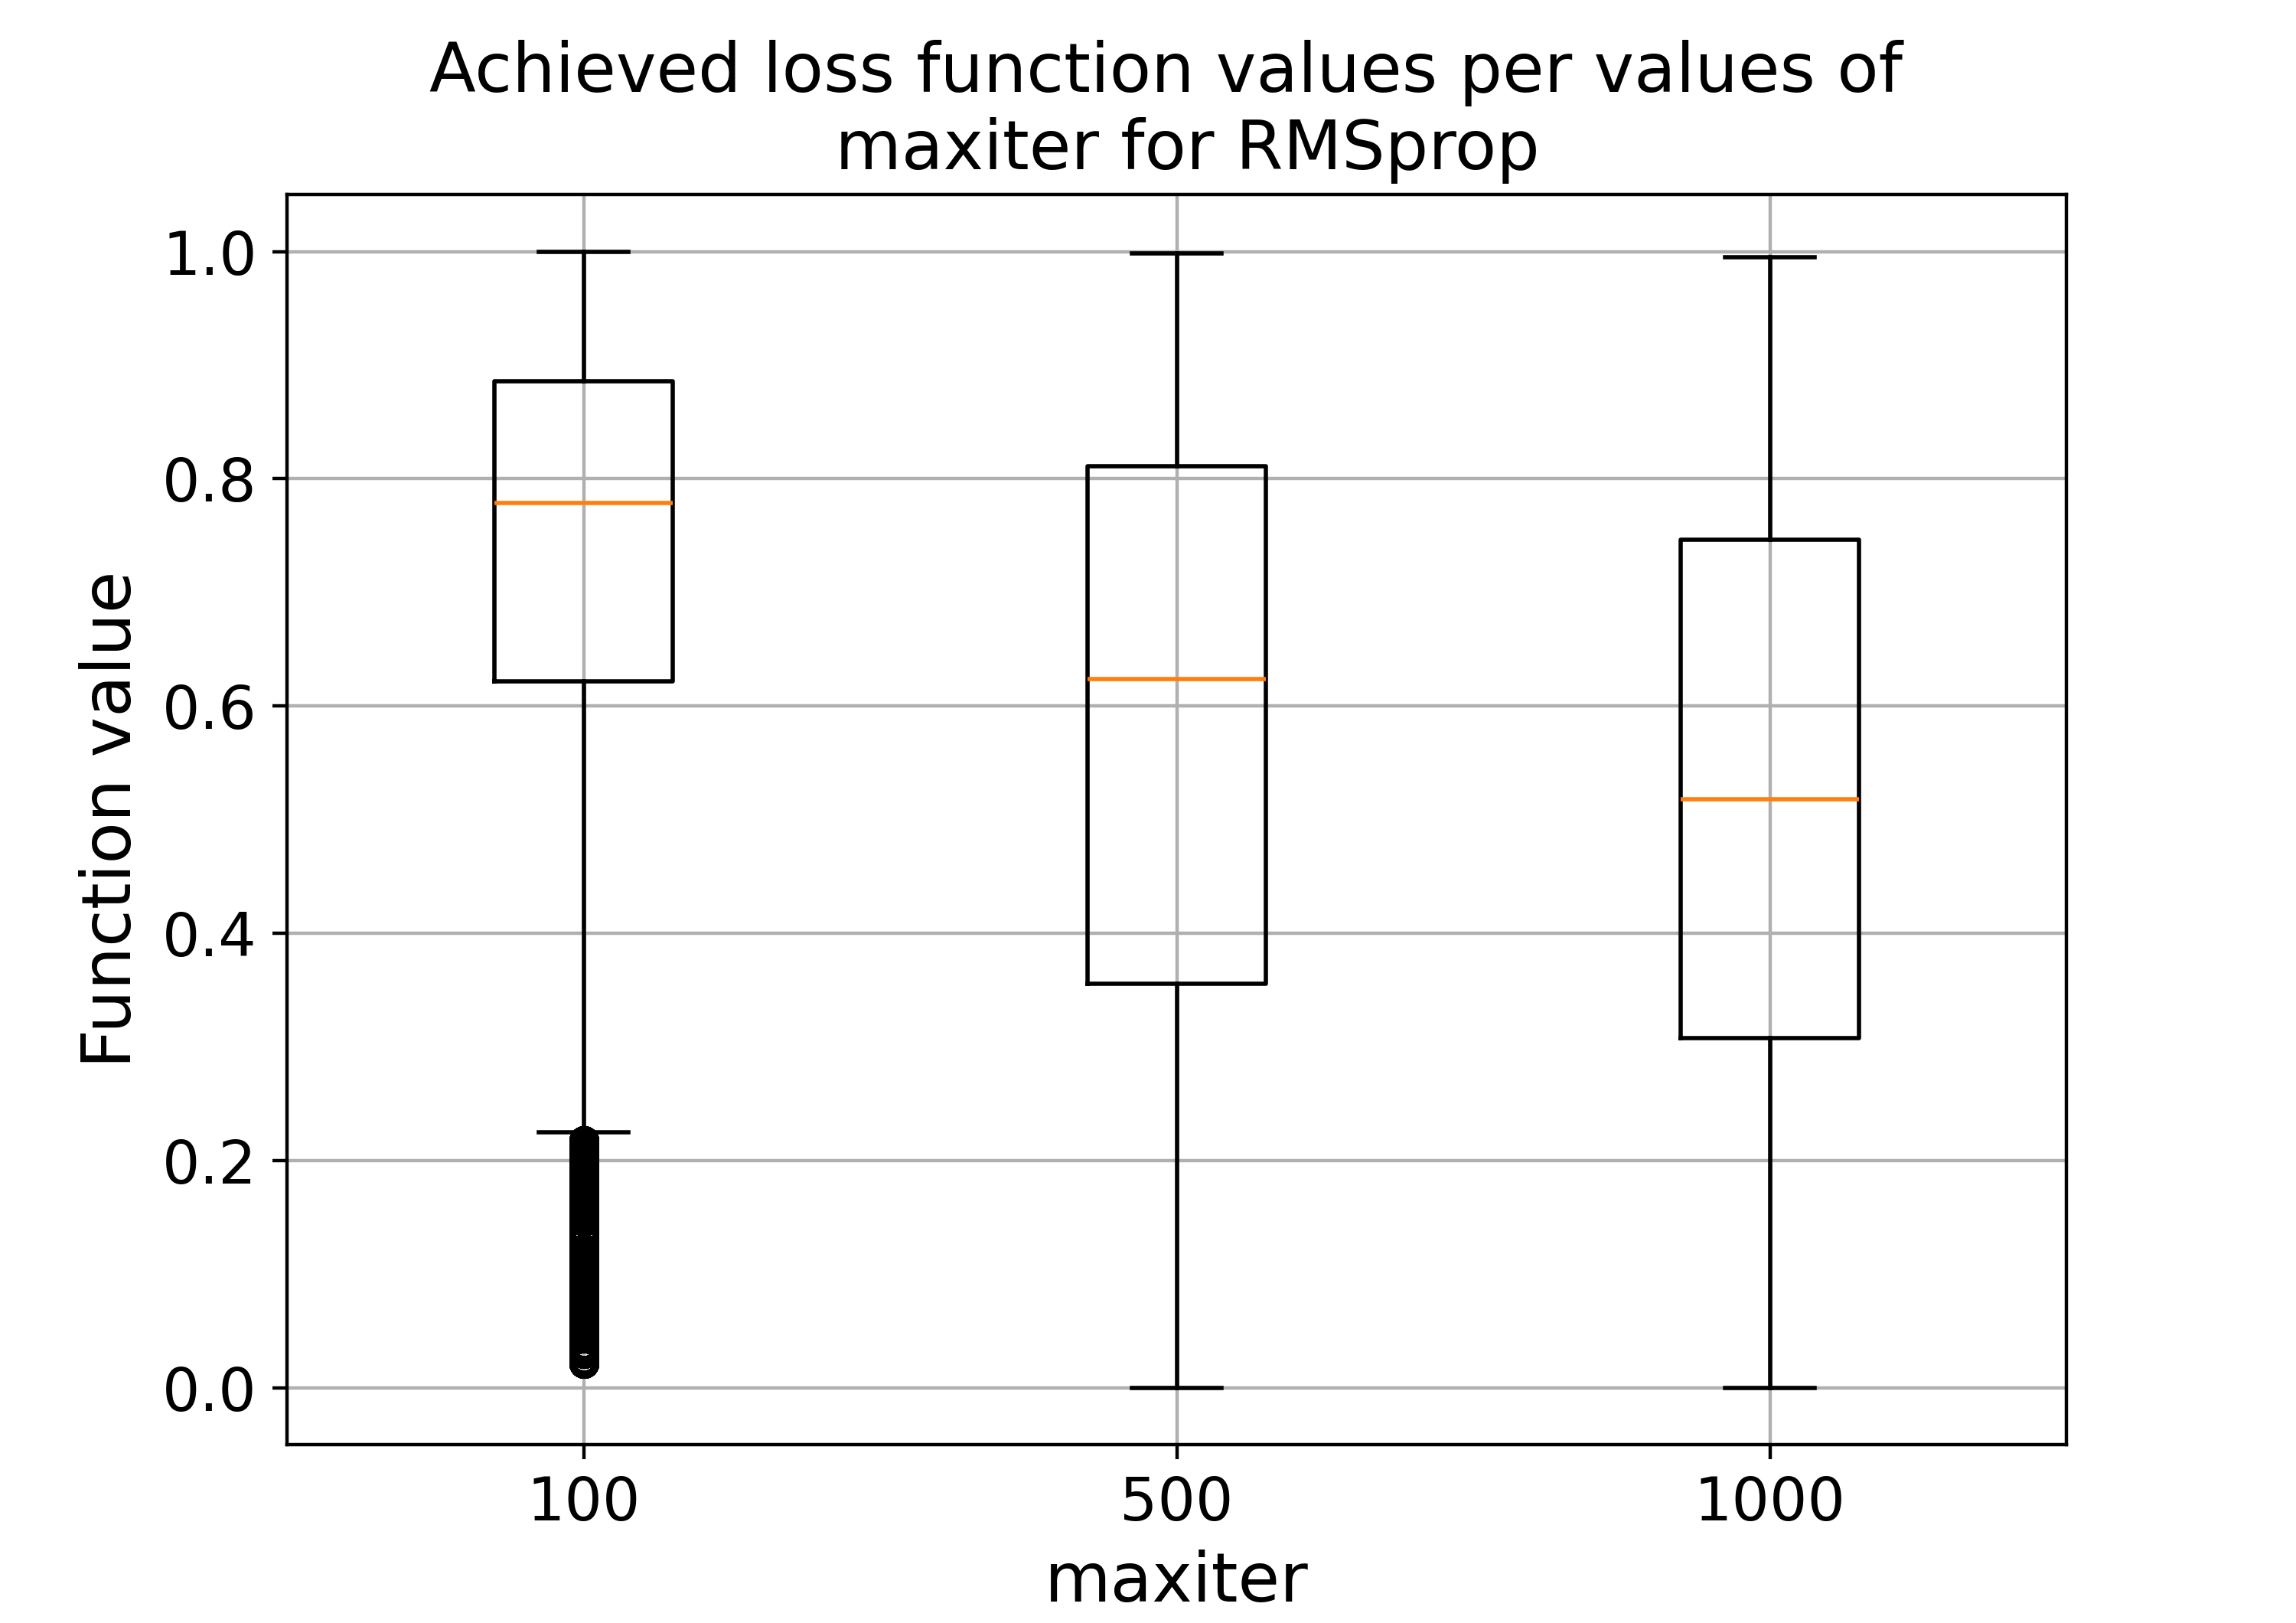 Achieved loss function values per values of
maxiter for RMSprop
1.0
0.8
0.6
0.4
0.2
0.0
Function value
100
500
1000
maxiter